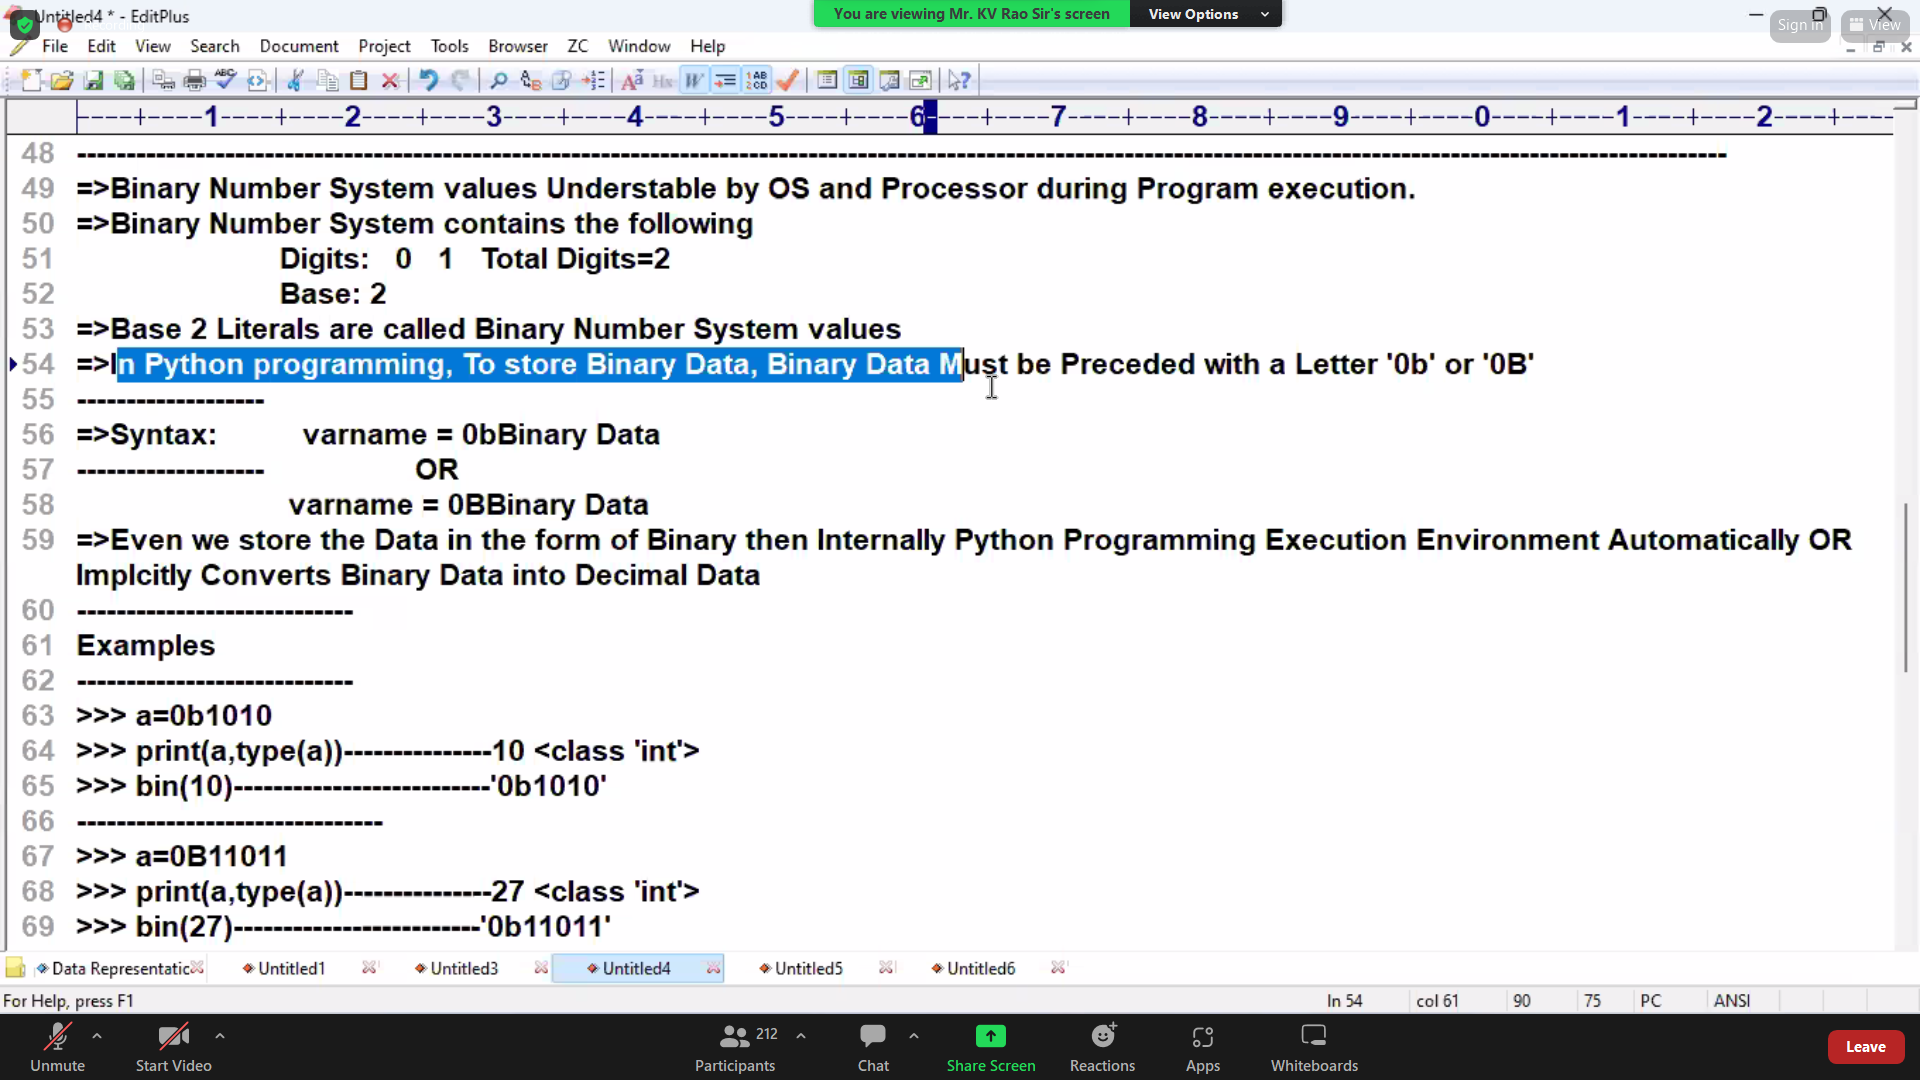 Untitled4 * - EditPlus
You are viewing Mr. KV Rao Sir's screen
View Options
Sign in
View
File Edit View Search Document Project Tools Browser ZC Window Help
----+----1----+----2----+----3----+----4----+----5----+----6----+----7----+----8----+----9----+----0----+----1----+----2----+----
48 ----------------------------------------------------------------------------------------------------------------------------------------------------------------------
49 =>Binary Number System values Understable by OS and Processor during Program execution.
50 =>Binary Number System contains the following
51 Digits: 0 1 Total Digits=2
52 Base: 2
53 =>Base 2 Literals are called Binary Number System values
54 =>In Python programming, To store Binary Data, Binary Data Must be Preceded with a Letter '0b' or '0B'
55 -------------------
56 =>Syntax: varname = 0bBinary Data
57 ------------------- OR
58 varname = 0BBinary Data
59 =>Even we store the Data in the form of Binary then Internally Python Programming Execution Environment Automatically OR
Implcitly Converts Binary Data into Decimal Data
60 ----------------------------
61 Examples
62 ----------------------------
63 >>> a=0b1010
64 >>> print(a,type(a))---------------10 <class 'int'>
65 >>> bin(10)--------------------------'0b1010'
66 -------------------------------
67 >>> a=0B11011
68 >>> print(a,type(a))---------------27 <class 'int'>
69 >>> bin(27)-------------------------'0b11011'
Data Representatic Untitled1 Untitled3 Untitled4 Untitled5 Untitled6
For Help, press F1
ln 54 col 61 90 75 PC ANSI
212
Unmute Start Video Participants Chat Share Screen Reactions Apps Whiteboards Leave